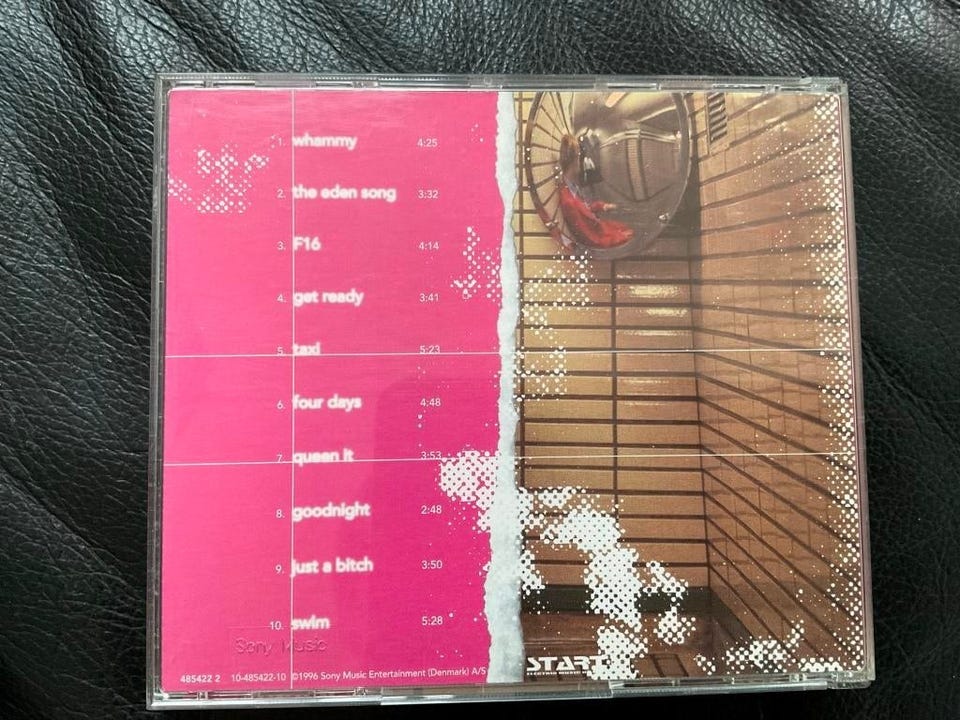 1. whammy 4:25
2. the eden song 3:32
3. F16 4:14
4. get ready 3:41
5. taxi 5:23
6. four days 4:48
7. queen it 3:53
8. goodnight 2:48
9. just a bitch 3:50
10. swim 5:28
Sony Music
485422 2 10-485422-10 ©1996 Sony Music Entertainment (Denmark) A/S
START